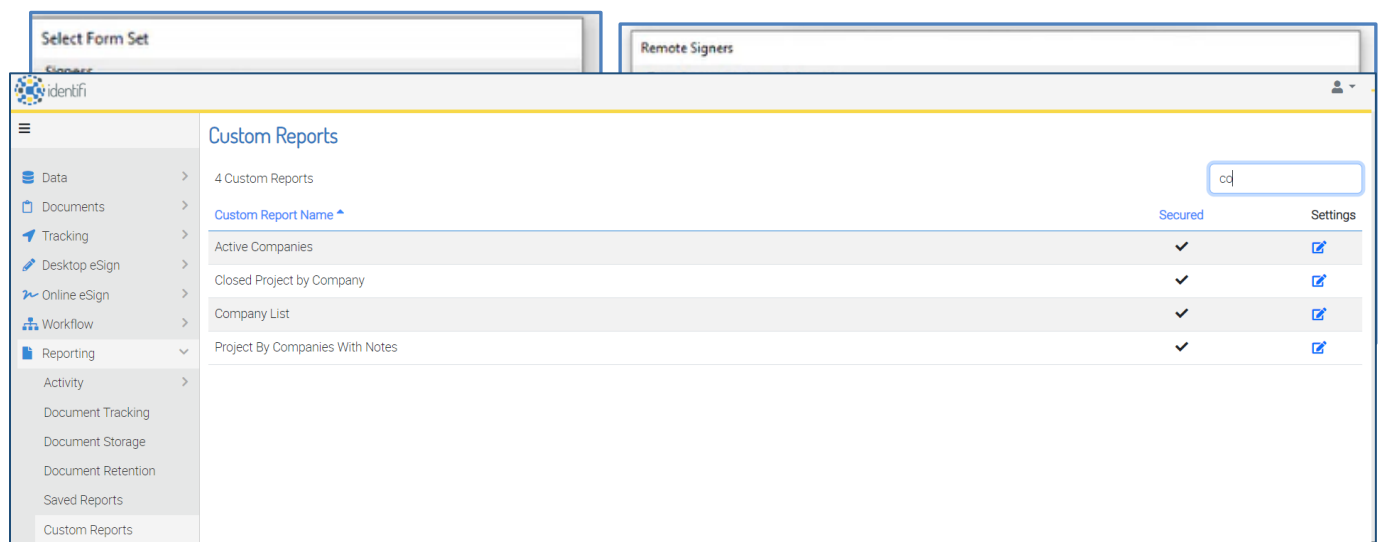 Select Form Set
Remote Signers
Signers
identifi
Custom Reports
4 Custom Reports
co
Custom Report Name
Secured
Settings
Active Companies
Closed Project by Company
Company List
Project By Companies With Notes
Data
Documents
Tracking
Desktop eSign
Online eSign
Workflow
Reporting
Activity
Document Tracking
Document Storage
Document Retention
Saved Reports
Custom Reports